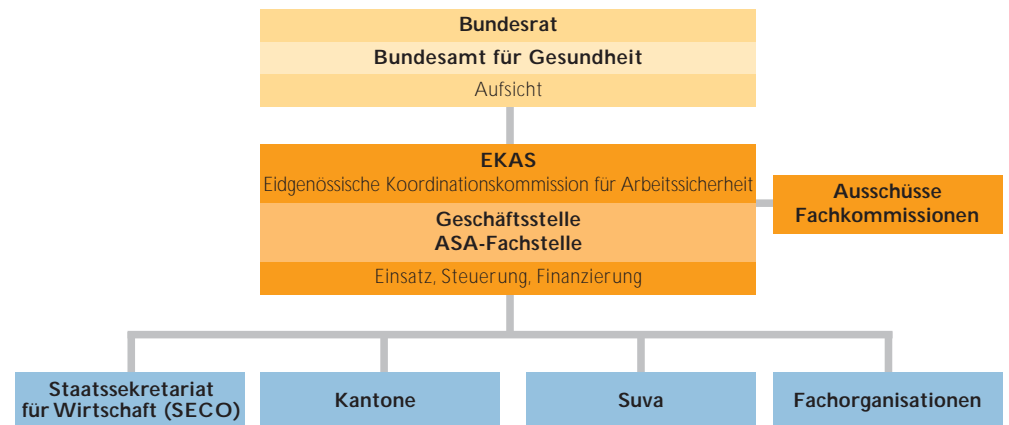 Bundesrat
Bundesamt für Gesundheit
Aufsicht
EKAS
Eidgenössische Koordinationskommission für Arbeitssicherheit
Ausschüsse
Fachkommissionen
Geschäftsstelle
ASA-Fachstelle
Einsatz, Steuerung, Finanzierung
Staatssekretariat
für Wirtschaft (SECO)
Kantone
Suva
Fachorganisationen